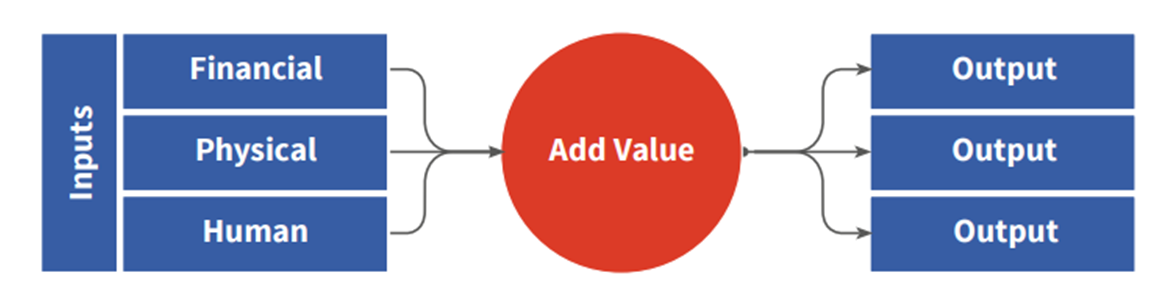 Inputs
Financial
Physical
Human
Add Value
Output
Output
Output